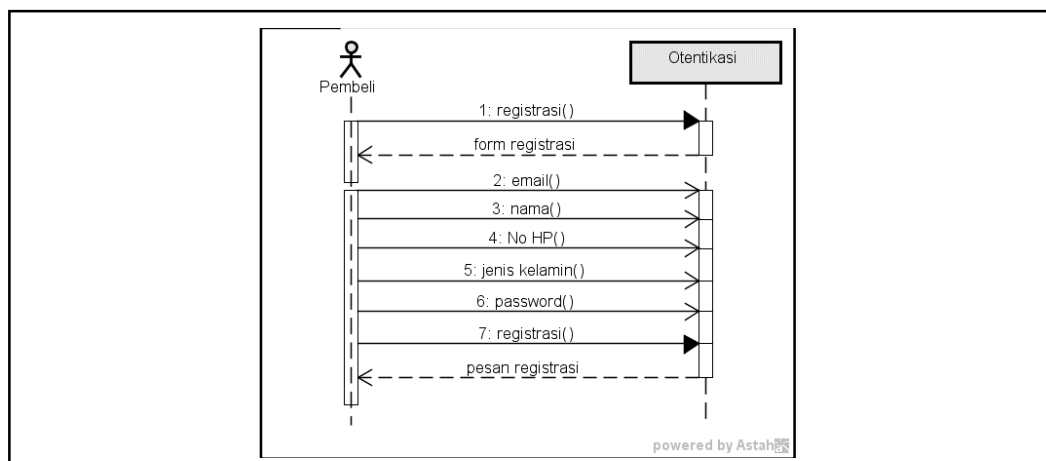 Pembeli
Otentikasi
1: registrasi()
form registrasi
2: email()
3: nama()
4: No HP()
5: jenis kelamin()
6: password()
7: registrasi()
pesan registrasi
powered by Astah